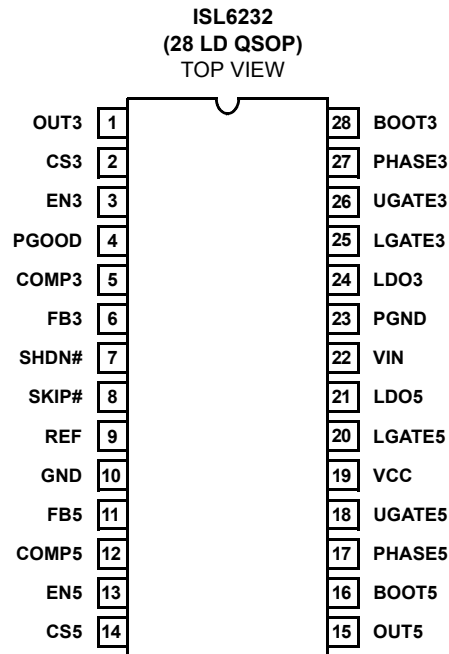 ISL6232
(28 LD QSOP)
TOP VIEW
OUT3 1 28 BOOT3
CS3 2 27 PHASE3
EN3 3 26 UGATE3
PGOOD 4 25 LGATE3
COMP3 5 24 LDO3
FB3 6 23 PGND
SHDN# 7 22 VIN
SKIP# 8 21 LDO5
REF 9 20 LGATE5
GND 10 19 VCC
FB5 11 18 UGATE5
COMP5 12 17 PHASE5
EN5 13 16 BOOT5
CS5 14 15 OUT5